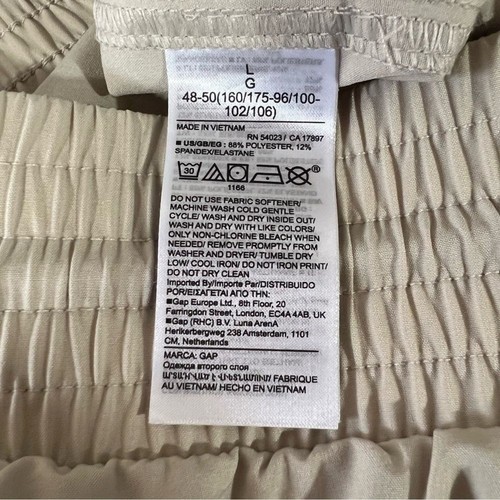 L
G
48-50(160/175-96/100-
102/106)
MADE IN VIETNAM
RN 54023 / CA 17897
■ US/GB/EG : 88% POLYESTER, 12%
SPANDEX/ELASTANE
30
1166
DO NOT USE FABRIC SOFTENER/
MACHINE WASH COLD GENTLE
CYCLE/ WASH AND DRY INSIDE OUT/
WASH AND DRY WITH LIKE COLORS/
ONLY NON-CHLORINE BLEACH WHEN
NEEDED/ REMOVE PROMPTLY FROM
WASHER AND DRYER/ TUMBLE DRY
LOW/ COOL IRON/ DO NOT IRON PRINT/
DO NOT DRY CLEAN
Imported By/Importe Par/DISTRIBUIDO
POR/ΕΙΣΑΓΕΤΑΙ ΑΠΟ ΤΗΝ:
■ Gap Europe Ltd., 8th Floor, 20
Farringdon Street, London, EC4A 4AB, UK
■ Gap (RHC) B.V. Luna ArenA
Herikerbergweg 238 Amsterdam, 1101
CM, Netherlands
MARCA: GAP
Одежда второго слоя
ԱՐՏԱԴՐՎԱԾ Է ՎԻԵՏՆԱՄՈՒՄ/ FABRIQUE
AU VIETNAM/ HECHO EN VIETNAM